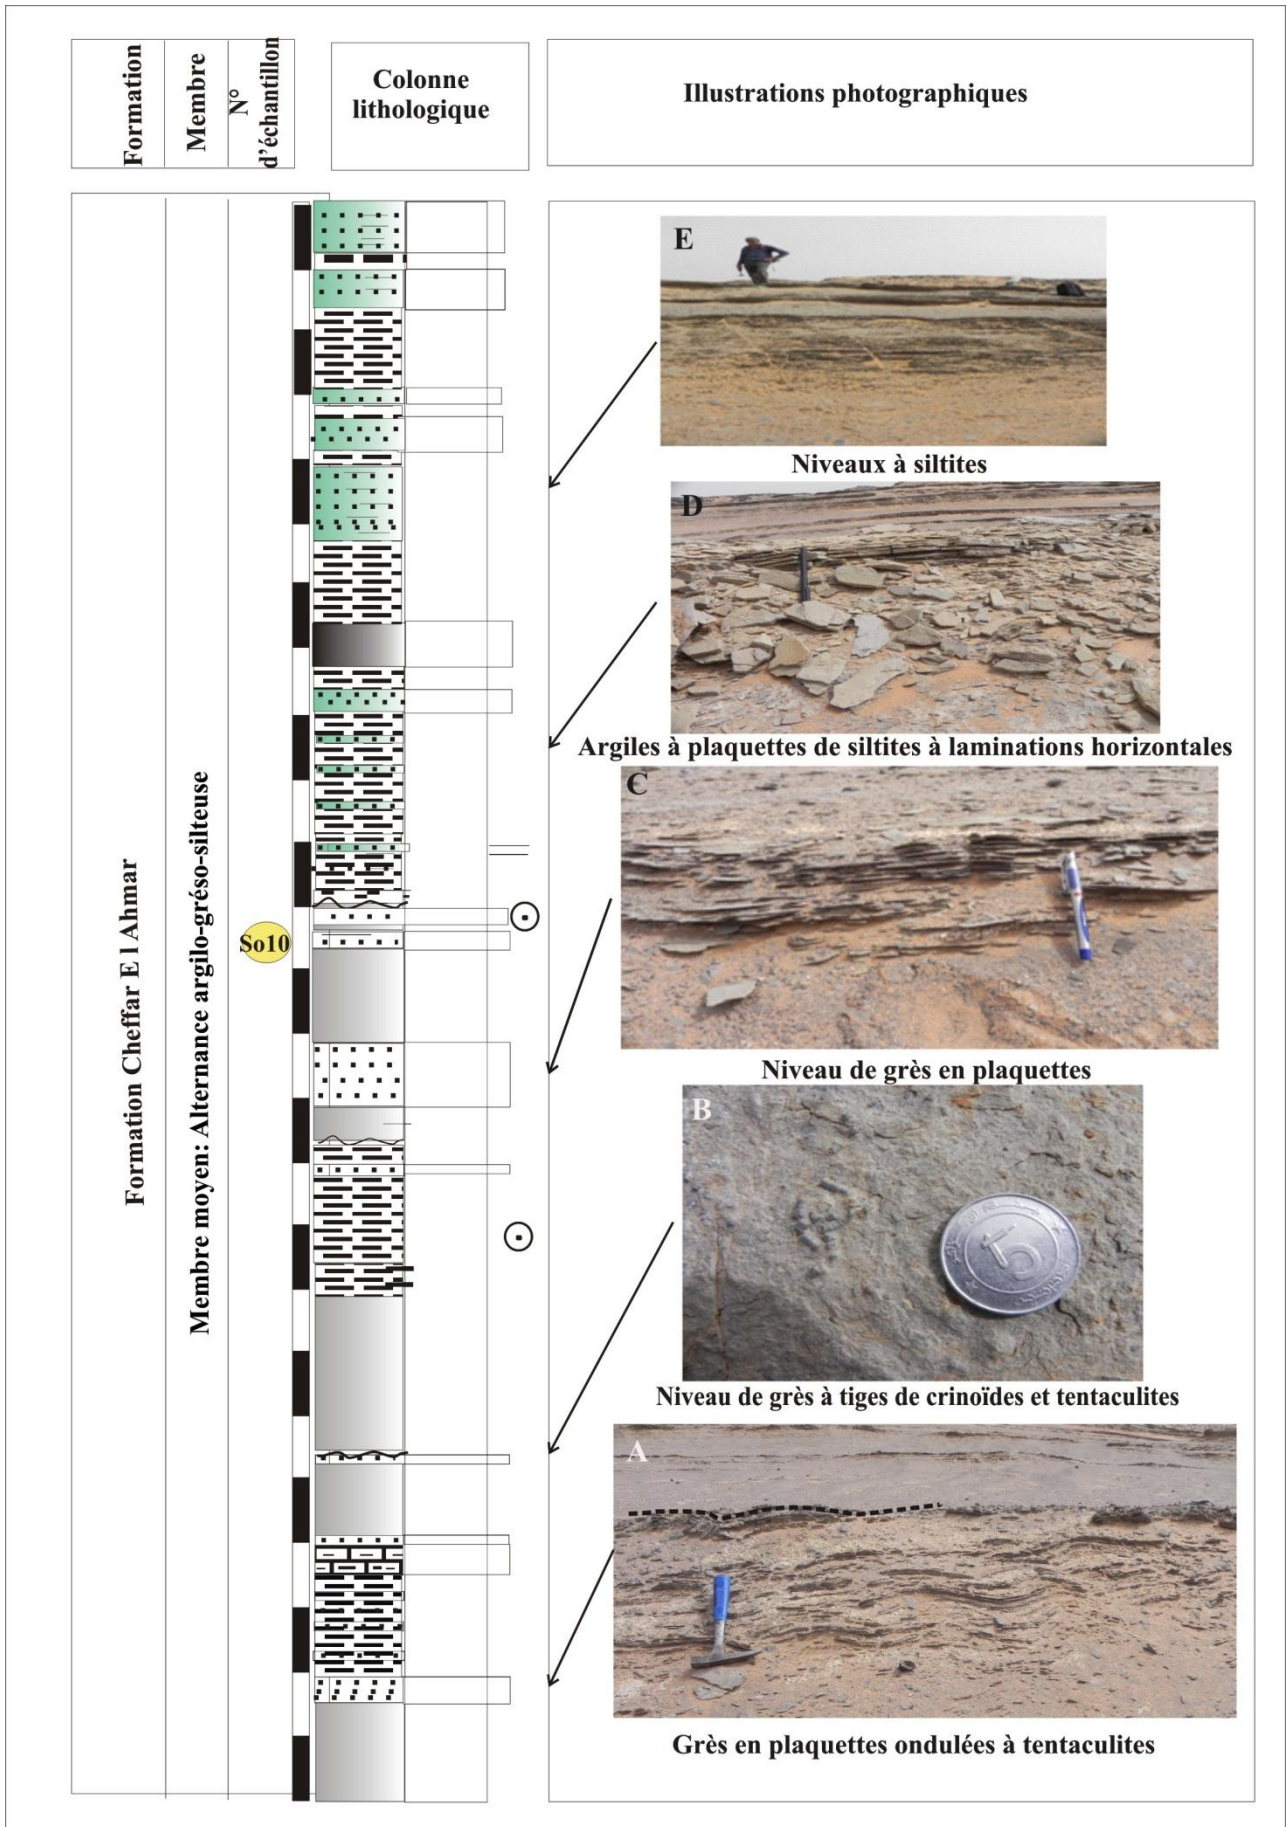 Formation
Membre
N°
d'échantillon
Colonne
lithologique
Illustrations photographiques
Formation Cheffar E l Ahmar
Membre moyen: Alternance argilo-gréso-silteuse
So10
E
Niveaux à siltites
D
Argiles à plaquettes de siltites à laminations horizontales
C
Niveau de grès en plaquettes
B
Niveau de grès à tiges de crinoïdes et tentaculites
A
Grès en plaquettes ondulées à tentaculites